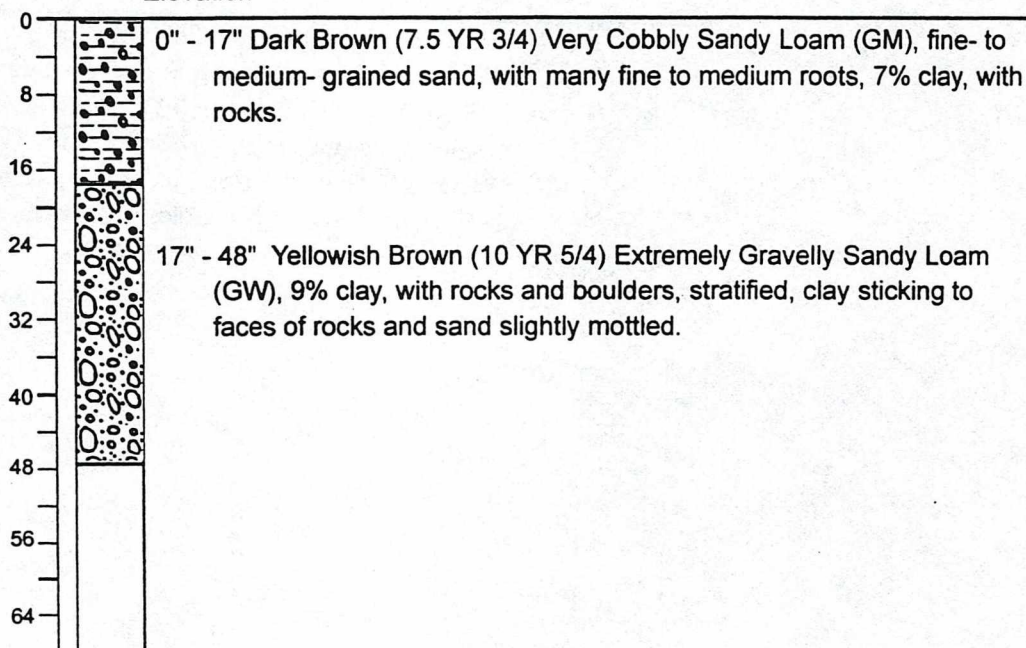 0
8
16
24
32
40
48
56
64
0" - 17" Dark Brown (7.5 YR 3/4) Very Cobbly Sandy Loam (GM), fine- to
medium- grained sand, with many fine to medium roots, 7% clay, with
rocks.
17" - 48" Yellowish Brown (10 YR 5/4) Extremely Gravelly Sandy Loam
(GW), 9% clay, with rocks and boulders, stratified, clay sticking to
faces of rocks and sand slightly mottled.